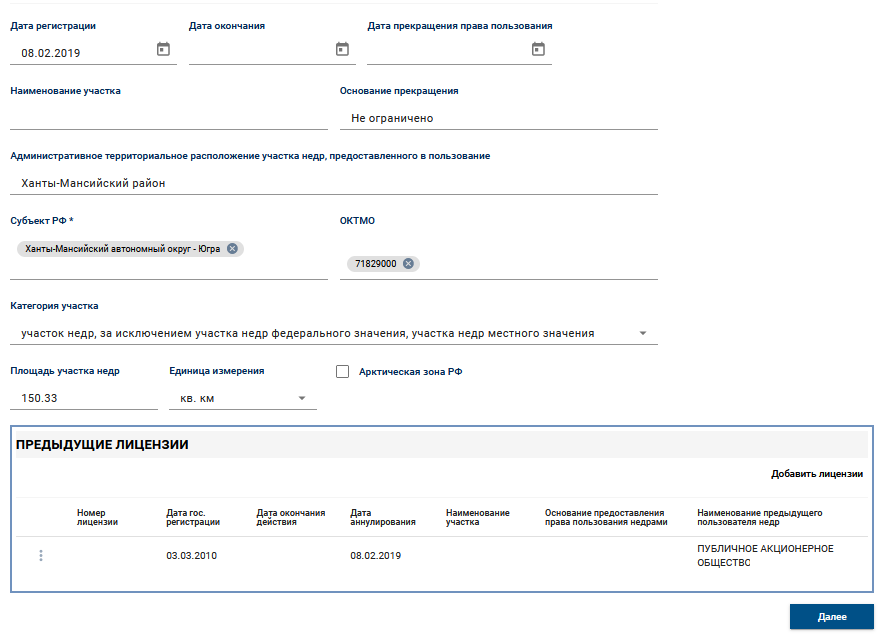 Дата регистрации
Дата окончания
Дата прекращения права пользования
08.02.2019
Наименование участка
Основание прекращения
Не ограничено
Административное территориальное расположение участка недр, предоставленного в пользование
Ханты-Мансийский район
Субъект РФ *
ОКТМО
Ханты-Мансийский автономный округ - Югра
71829000
Категория участка
участок недр, за исключением участка недр федерального значения, участка недр местного значения
Площадь участка недр
Единица измерения
Арктическая зона РФ
150.33
кв. км
ПРЕДЫДУЩИЕ ЛИЦЕНЗИИ
Добавить лицензии
Номер
лицензии
Дата гос.
регистрации
Дата окончания
действия
Дата
аннулирования
Наименование
участка
Основание предоставления
права пользования недрами
Наименование предыдущего
пользователя недр
03.03.2010
08.02.2019
ПУБЛИЧНОЕ АКЦИОНЕРНОЕ
ОБЩЕСТВО
Далее